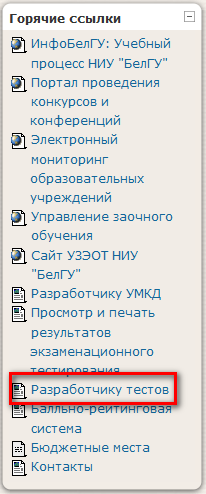 Горячие ссылки
ИнфоБелГУ: Учебный
процесс НИУ "БелГУ"
Портал проведения
конкурсов и
конференций
Электронный
мониторинг
образовательных
учреждений
Управление заочного
обучения
Сайт УЗЭОТ НИУ
"БелГУ"
Разработчику УМКД
Просмотр и печать
результатов
экзаменационного
тестирования
Разработчику тестов
Балльно-рейтинговая
система
Бюджетные места
Контакты